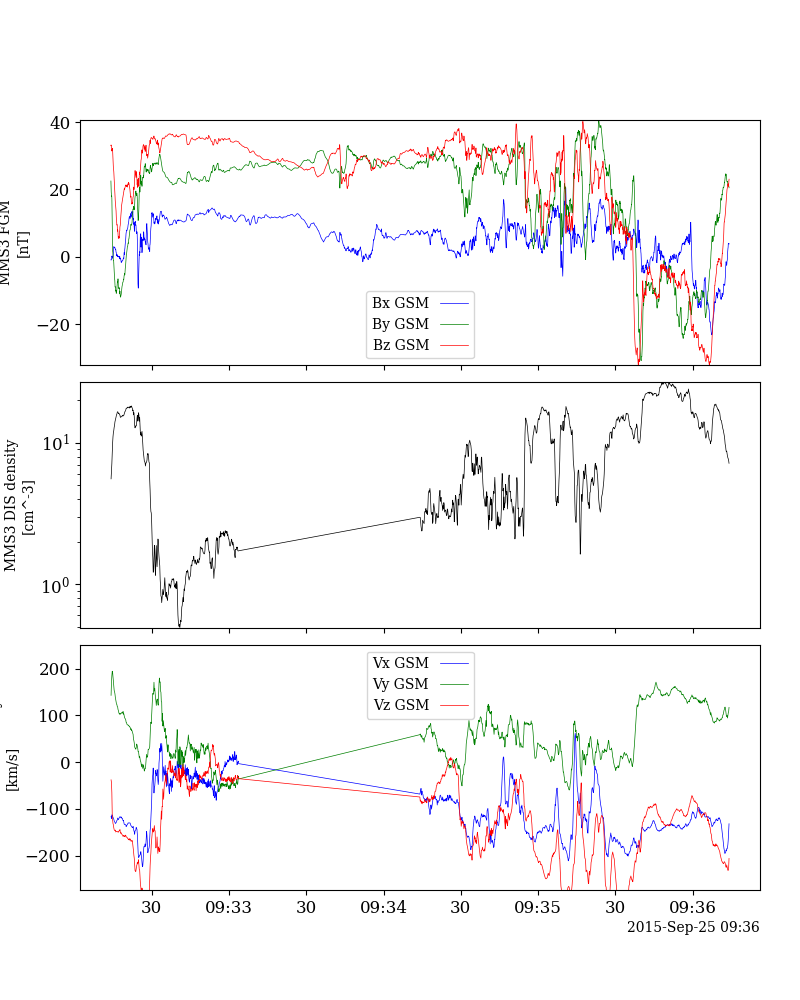 40
20
0
−20
MMS3 FGM
[nT]
Bx GSM
By GSM
Bz GSM
10^1
10^0
MMS3 DIS density
[cm^-3]
200
100
0
−100
−200
[km/s]
Vx GSM
Vy GSM
Vz GSM
30 09:33 30 09:34 30 09:35 30 09:36
2015-Sep-25 09:36